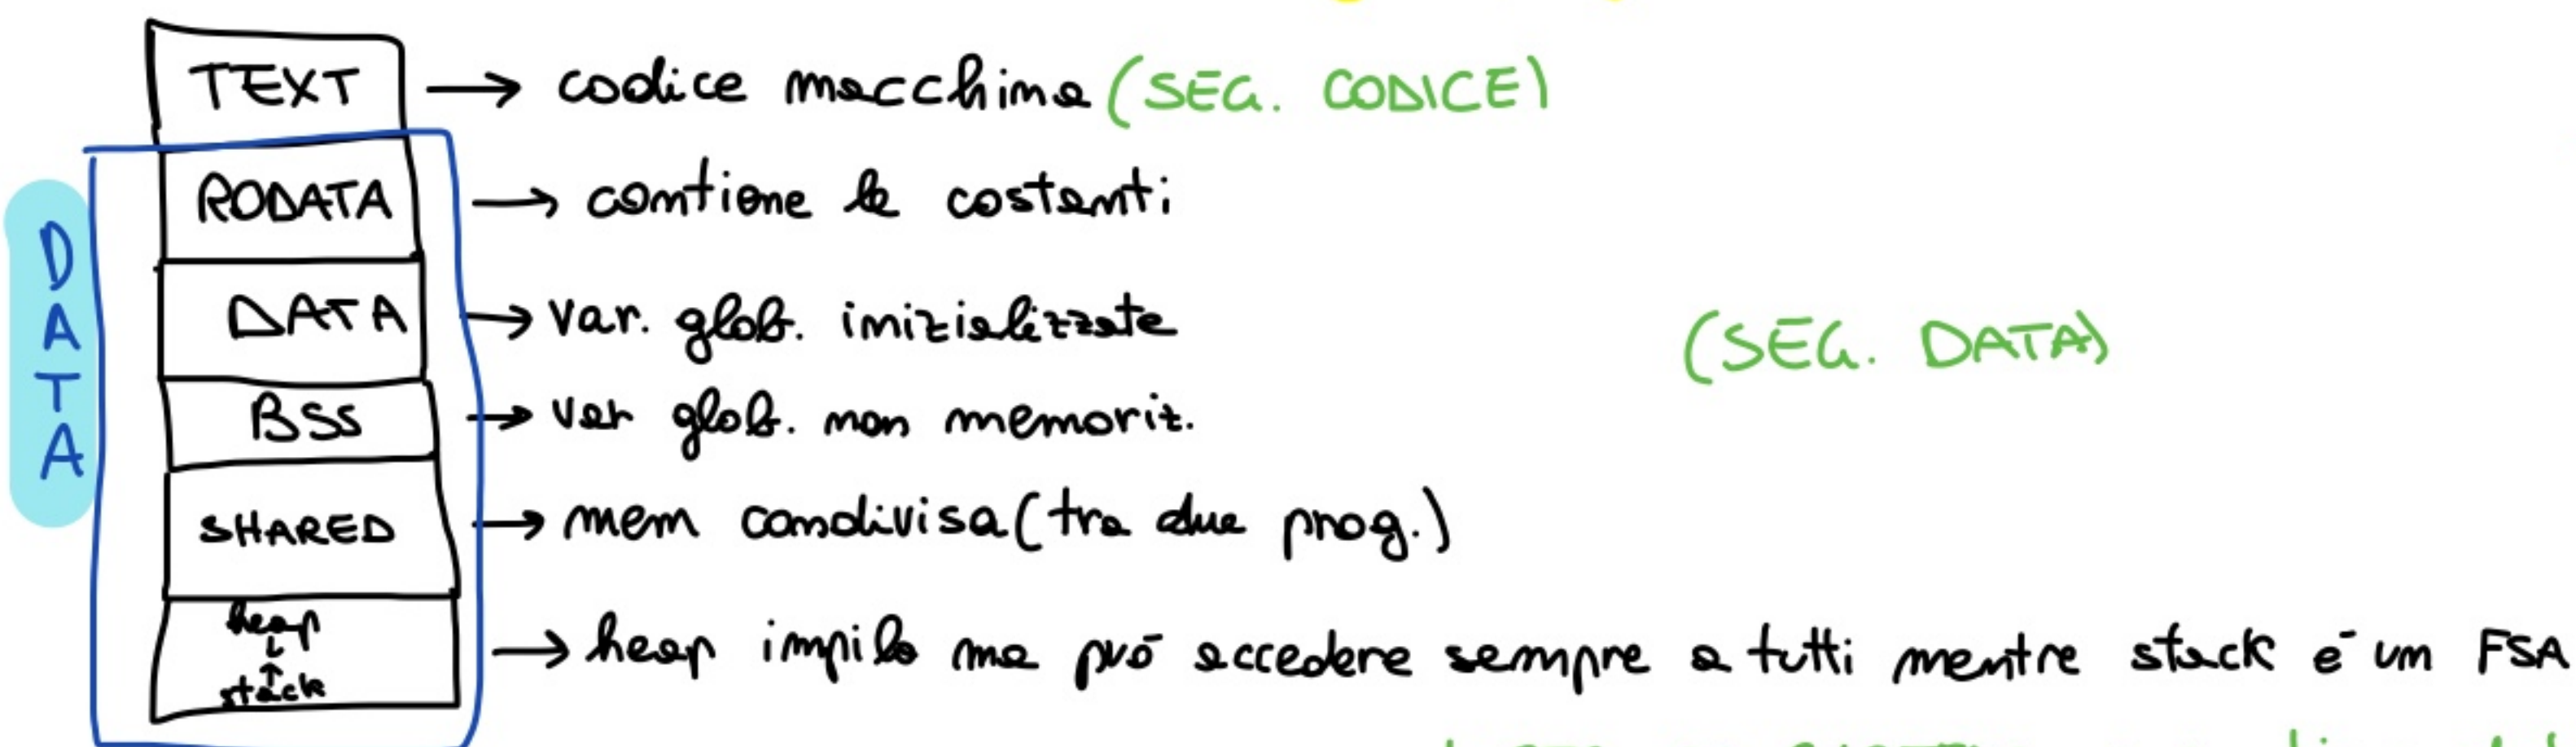 TEXT → codice macchina (SEG. CODICE)
RODATA → contiene le costanti
DATA → var. glob. inizializzate
(SEG. DATA)
BSS → var glob. non memoriz.
SHARED → mem condivisa (tra due prog.)
heap
stack
→ heap impila ma può accedere sempre a tutti mentre stack è un FSA
DATA